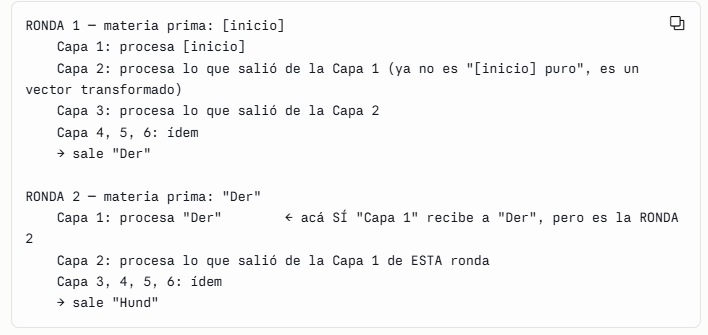 RONDA 1 — materia prima: [inicio]
Capa 1: procesa [inicio]
Capa 2: procesa lo que salió de la Capa 1 (ya no es "[inicio] puro", es un
vector transformado)
Capa 3: procesa lo que salió de la Capa 2
Capa 4, 5, 6: ídem
→ sale "Der"
RONDA 2 — materia prima: "Der"
Capa 1: procesa "Der" ← acá SÍ "Capa 1" recibe a "Der", pero es la RONDA
2
Capa 2: procesa lo que salió de la Capa 1 de ESTA ronda
Capa 3, 4, 5, 6: ídem
→ sale "Hund"